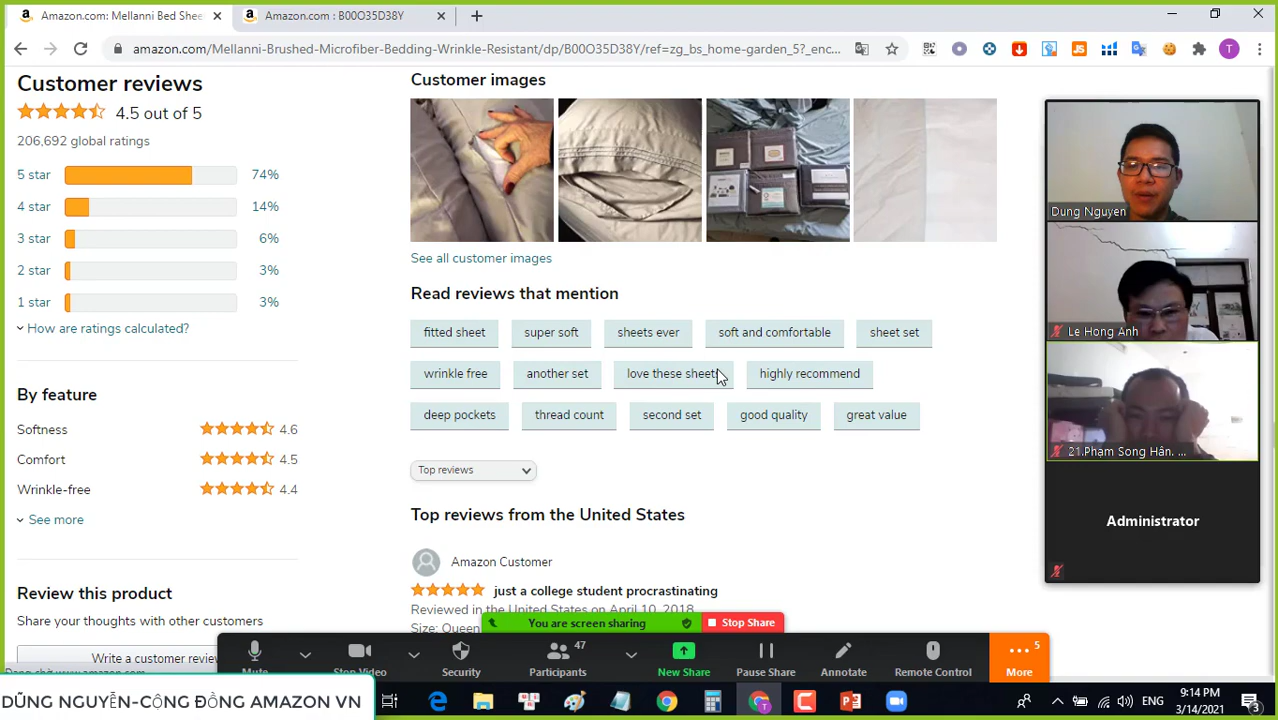 Amazon.com: Mellanni Bed Shee
Amazon.com : B00O35D38Y
amazon.com/Mellanni-Brushed-Microfiber-Bedding-Wrinkle-Resistant/dp/B00O35D38Y/ref=zg_bs_home-garden_5?_enc...
JS
T
Customer reviews
4.5 out of 5
206,692 global ratings
5 star 74%
4 star 14%
3 star 6%
2 star 3%
1 star 3%
How are ratings calculated?
By feature
Softness 4.6
Comfort 4.5
Wrinkle-free 4.4
See more
Review this product
Share your thoughts with other customers
Write a customer review
Customer images
See all customer images
Read reviews that mention
fitted sheet super soft sheets ever soft and comfortable sheet set
wrinkle free another set love these sheets highly recommend
deep pockets thread count second set good quality great value
Top reviews
Top reviews from the United States
Amazon Customer
just a college student procrastinating
Reviewed in the United States on April 10, 2018
Size: Queen
Dung Nguyen
Le Hong Anh
21.Phạm Song Hân. ...
Administrator
You are screen sharing Stop Share
47
5
Mute Stop Video Security Participants New Share Pause Share Annotate Remote Control More
DŨNG NGUYỄN-CỘNG ĐỒNG AMAZON VN
ENG
9:14 PM
3/14/2021
3